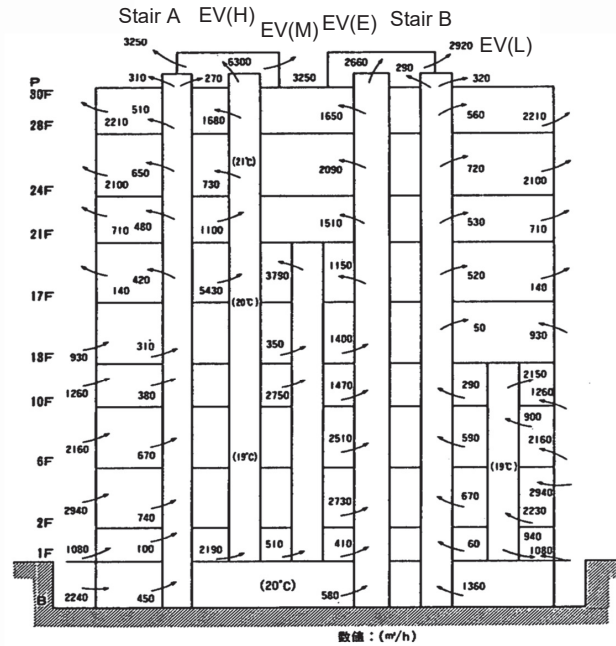 Stair A EV(H) EV(M) EV(E) Stair B EV(L)
3250 6300 3250 2660 2920
310 270 290 320
P
30F
510 1680 1650 560 2210
28F 2210
(21℃)
650 2090 720
24F 2100 730 2100
1510
21F 710 480 1100 530 710
3790 1150
420 520
17F 140 5430 (20℃) 140
310 350 1400 50 930
18F 930
2150
1260 2750 1470 290 1260
10F 380
900
2160 2510 590 2160
6F 670 (19℃) (19℃)
2940 2730 670 2940
2F 740 2230
940
1F 1080 100 2190 510 410 60 1080
B 2240 450 (20℃) 580 1360
数値：(㎥/h)